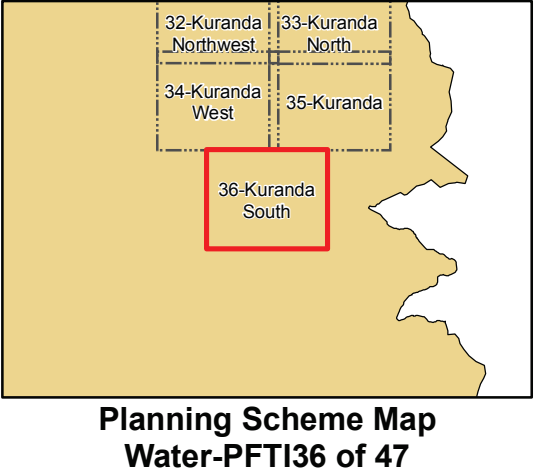 32-Kuranda
Northwest
33-Kuranda
North
34-Kuranda
West
35-Kuranda
36-Kuranda
South
Planning Scheme Map
Water-PFTI36 of 47